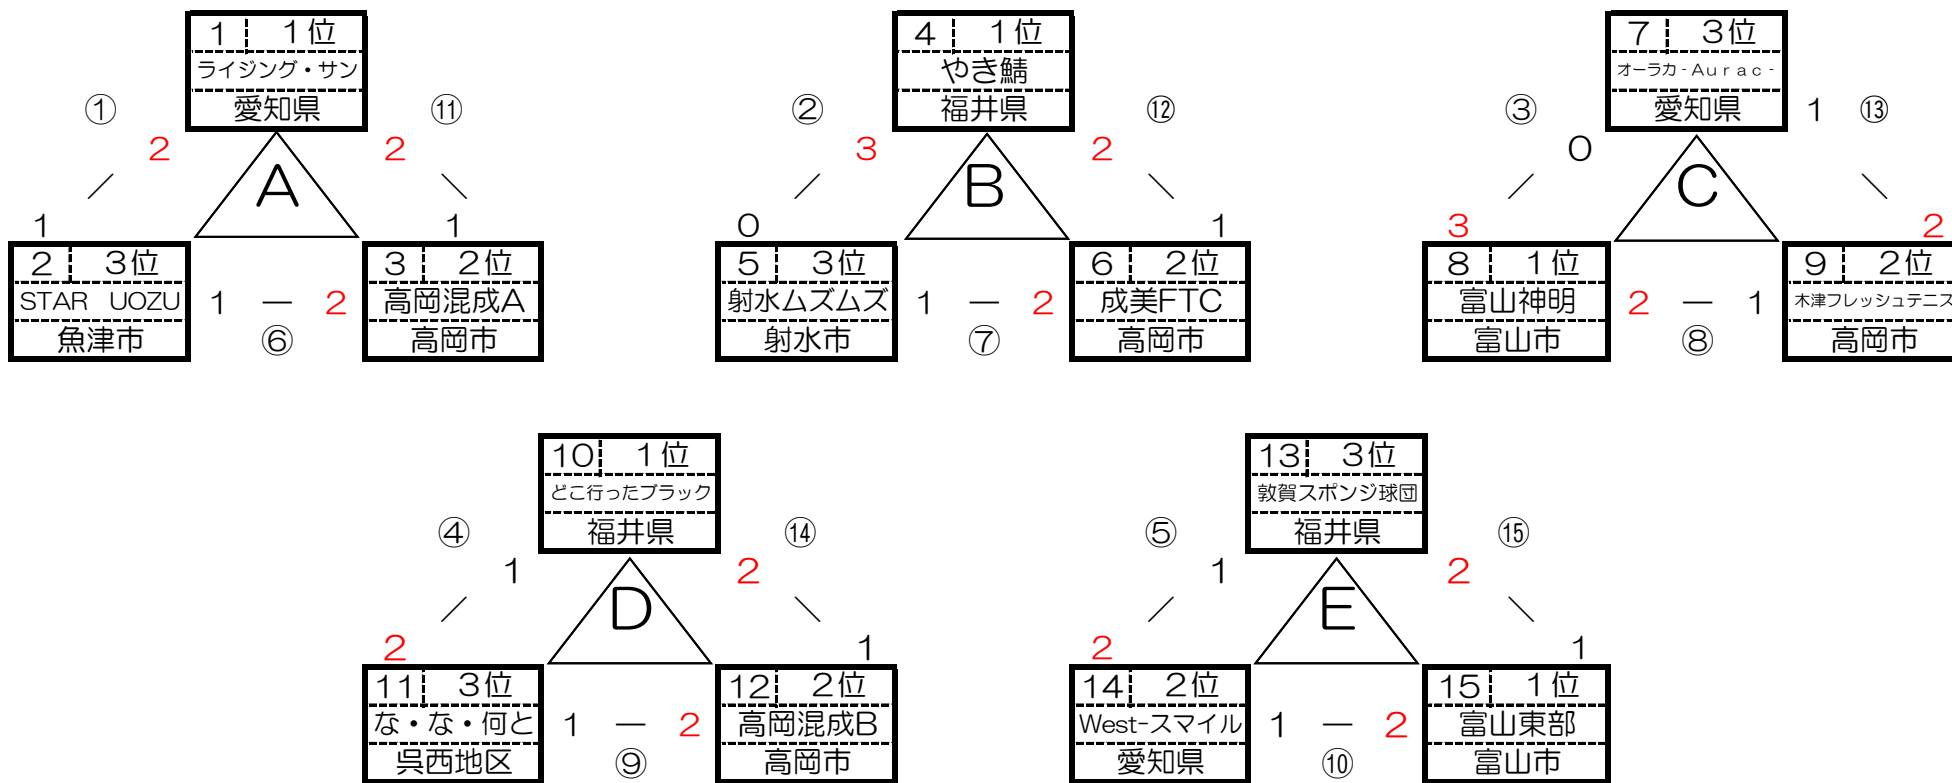 1 1位
ライジング・サン
愛知県
① ⑪
2 2
A
1 1
2 3位
STAR UOZU
魚津市
1 — 2
⑥
3 2位
高岡混成A
高岡市
4 1位
やき鯖
福井県
② ⑫
3 2
B
0 1
5 3位
射水ムズムズ
射水市
1 — 2
⑦
6 2位
成美FTC
高岡市
7 3位
オーラカ-Aurac-
愛知県
③ 1 ⑬
0
C
3 2
8 1位
富山神明
富山市
2 — 1
⑧
9 2位
木津フレッシュテニス
高岡市
10 1位
どこ行ったブラック
福井県
④ ⑭
1 2
D
2 1
11 3位
な・な・何と
呉西地区
1 — 2
⑨
12 2位
高岡混成B
高岡市
13 3位
敦賀スポンジ球団
福井県
⑤ ⑮
1 2
E
2 1
14 2位
West-スマイル
愛知県
1 — 2
⑩
15 1位
富山東部
富山市